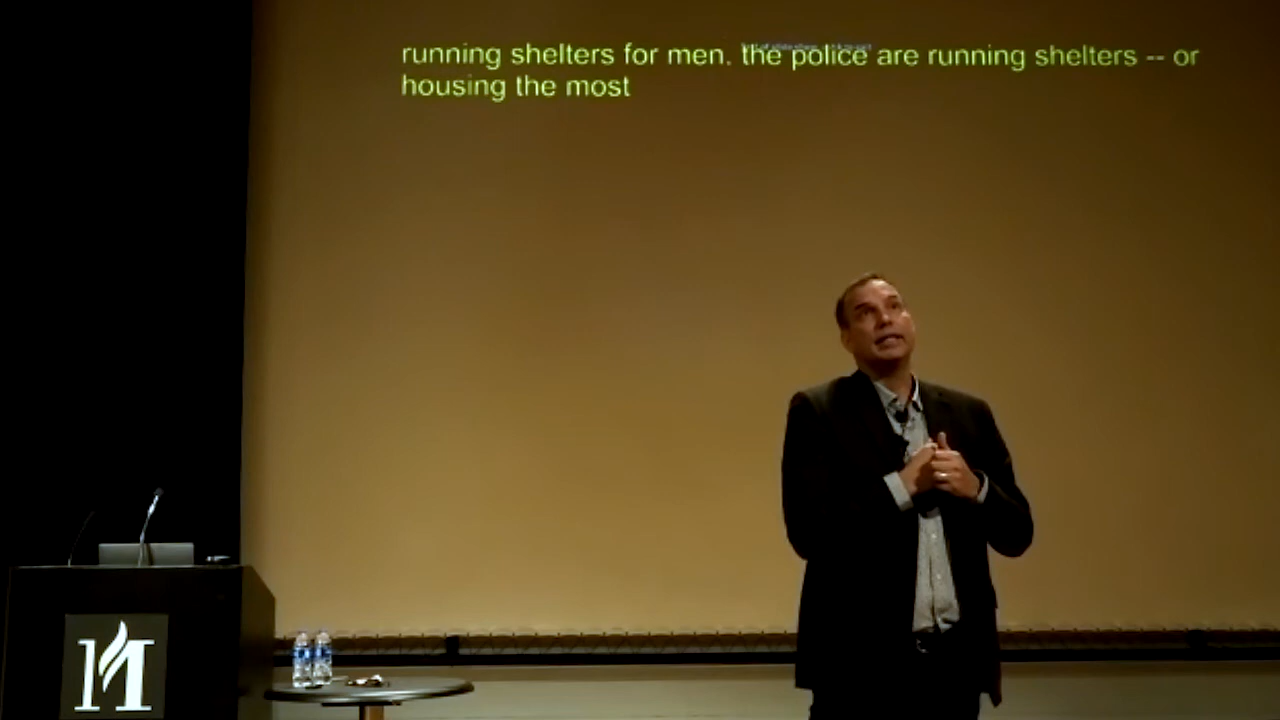 running shelters for men. the police are running shelters -- or
housing the most
M